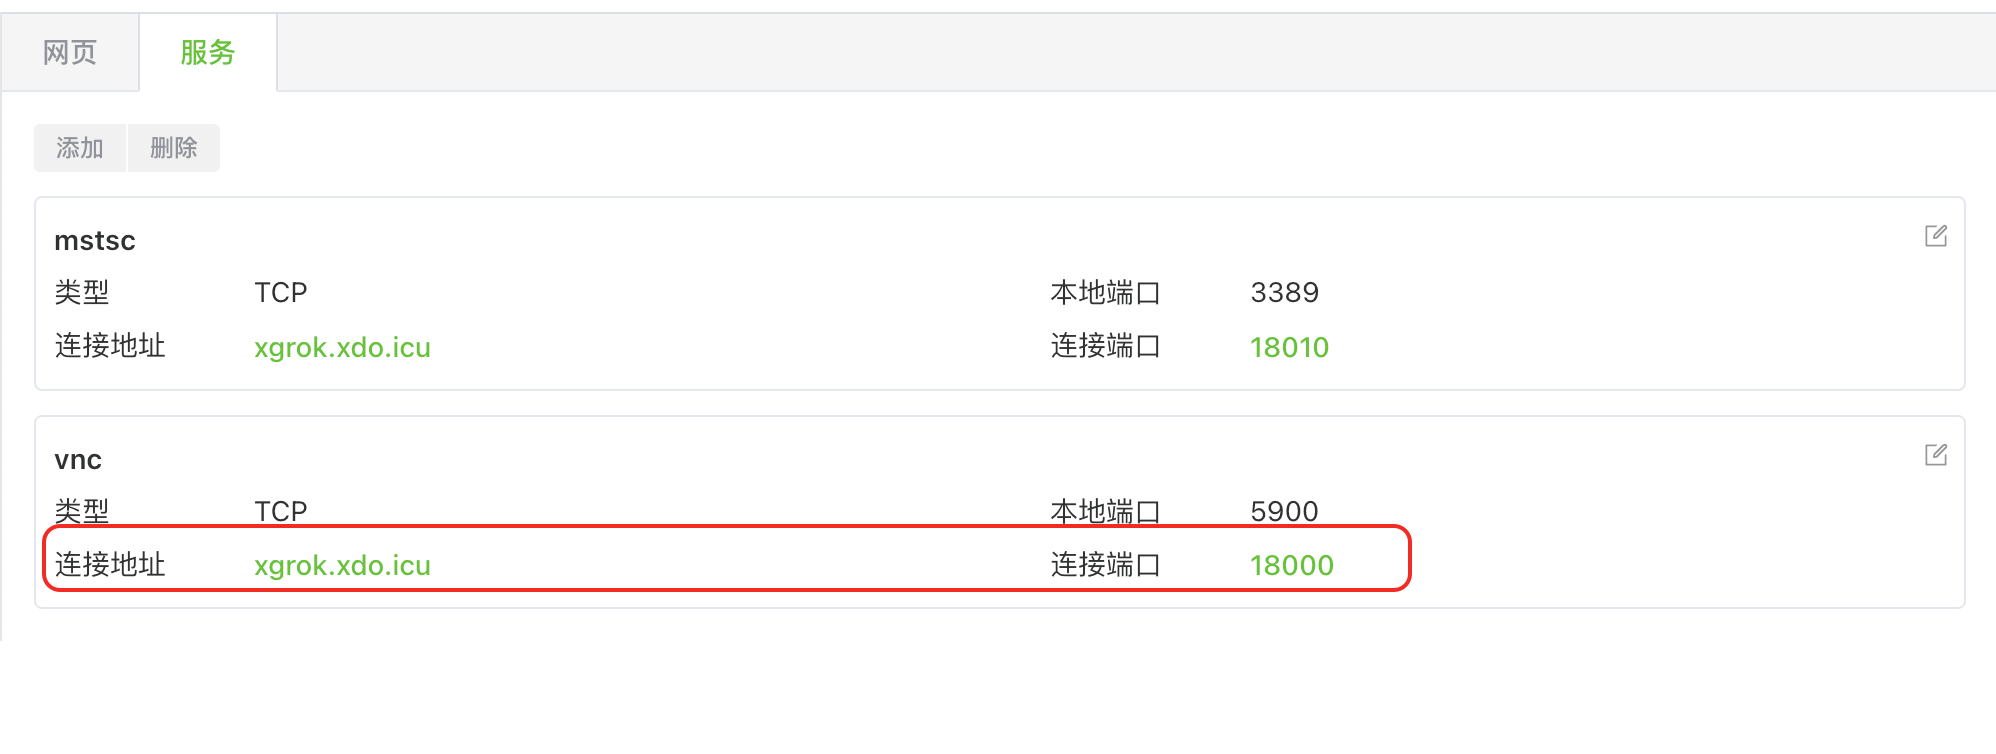 网页 服务
添加 删除
mstsc
类型 TCP 本地端口 3389
连接地址 xgrok.xdo.icu 连接端口 18010
vnc
类型 TCP 本地端口 5900
连接地址 xgrok.xdo.icu 连接端口 18000